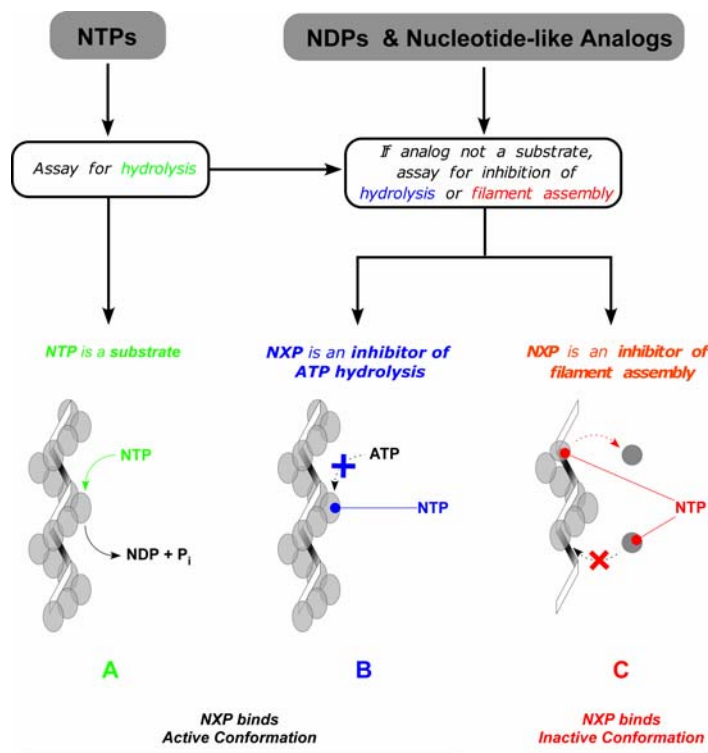 NTPs
NDPs & Nucleotide-like Analogs
Assay for hydrolysis
If analog not a substrate,
assay for inhibition of
hydrolysis or filament assembly
NTP is a substrate
NXP is an inhibitor of
ATP hydrolysis
NXP is an inhibitor of
filament assembly
NTP
NDP + Pi
ATP
NTP
NTP
A
B
C
NXP binds
Active Conformation
NXP binds
Inactive Conformation